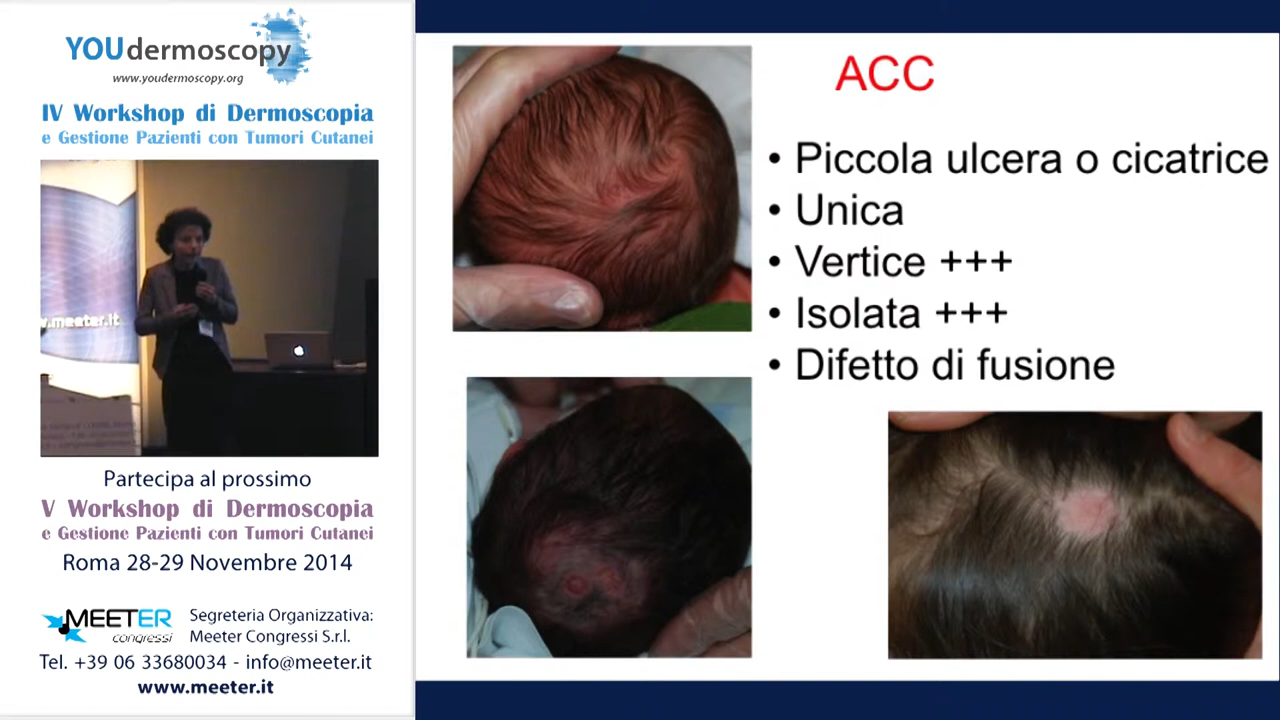 YOUdermoscopy
www.youdermoscopy.org
IV Workshop di Dermoscopia
e Gestione Pazienti con Tumori Cutanei
w.meeter.it
Partecipa al prossimo
V Workshop di Dermoscopia
e Gestione Pazienti con Tumori Cutanei
Roma 28-29 Novembre 2014
MEETER
congressi
Segreteria Organizzativa:
Meeter Congressi S.r.l.
Tel. +39 06 33680034 - info@meeter.it
www.meeter.it
ACC
• Piccola ulcera o cicatrice
• Unica
• Vertice +++
• Isolata +++
• Difetto di fusione